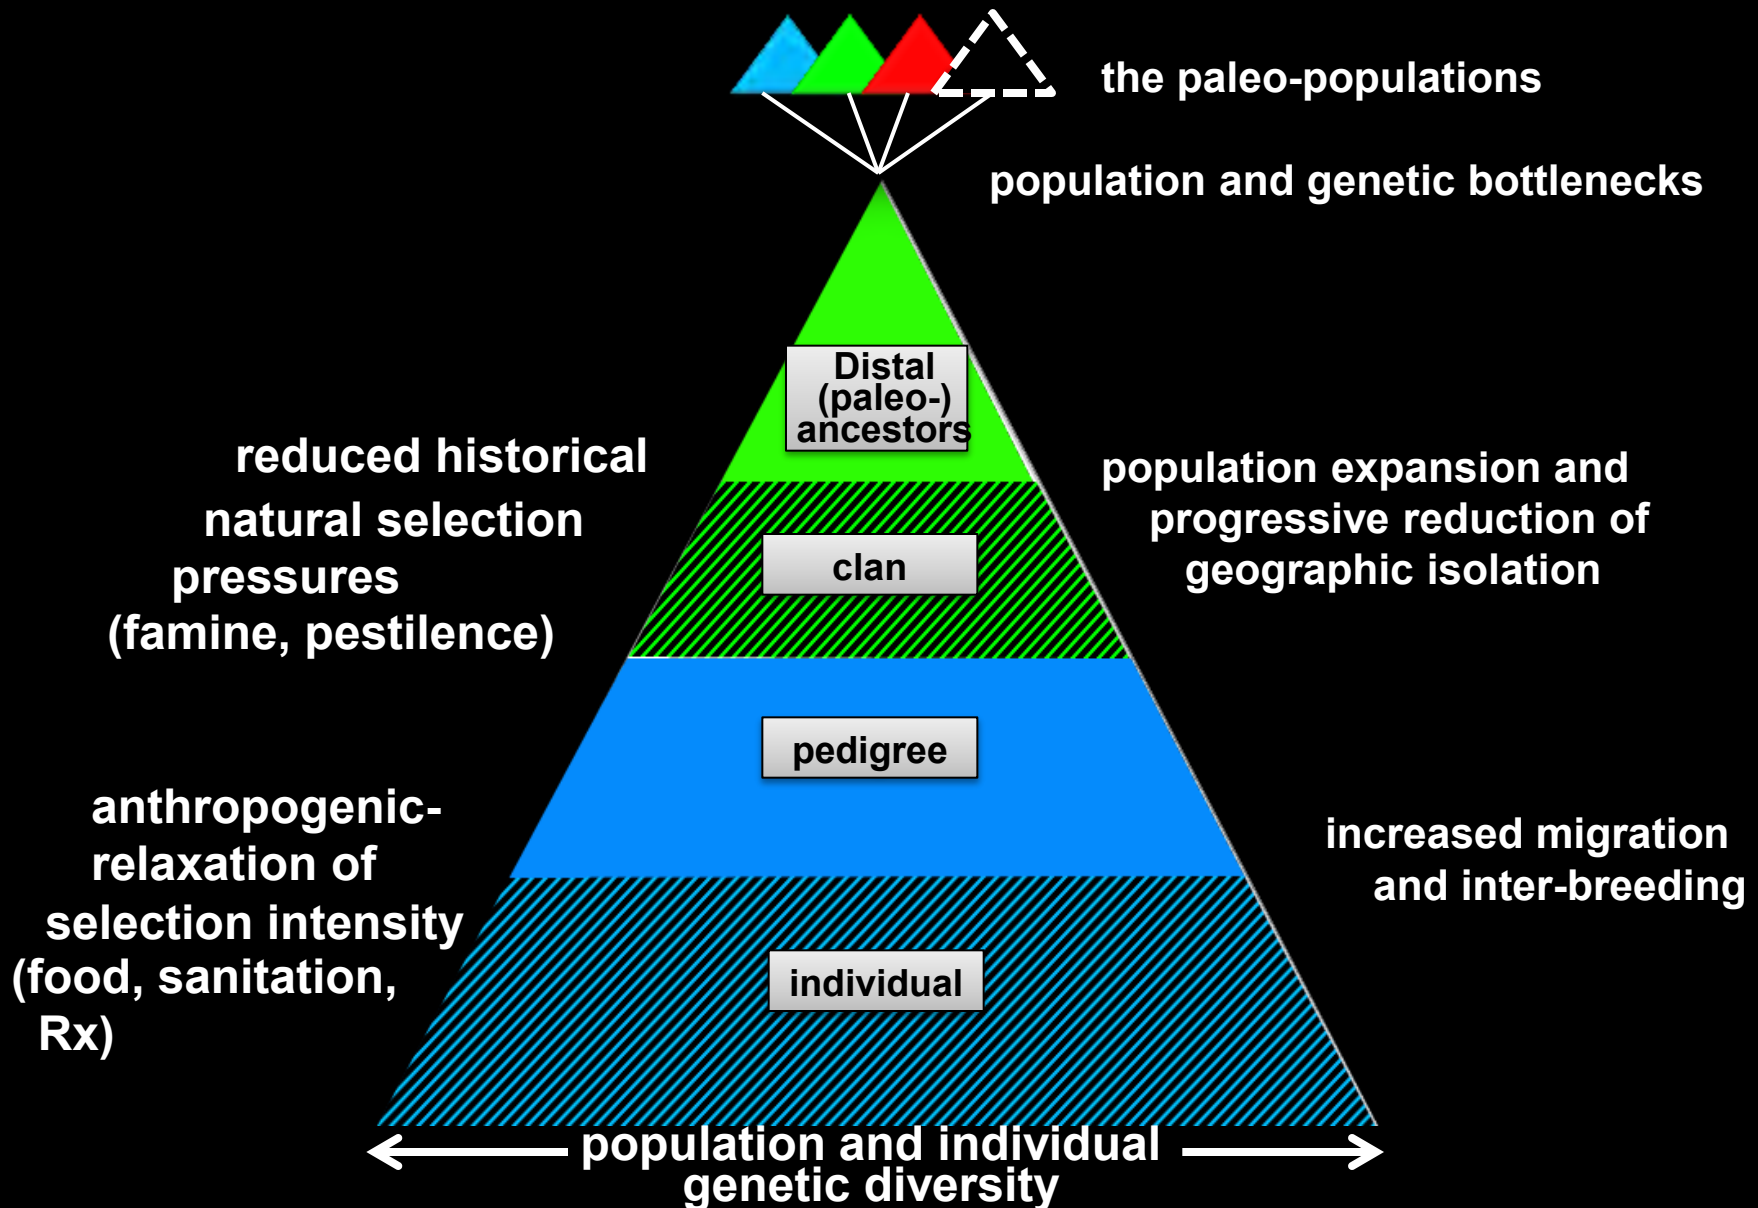 the paleo-populations
population and genetic bottlenecks
Distal
(paleo-)
ancestors
reduced historical
natural selection
pressures
(famine, pestilence)
population expansion and
progressive reduction of
geographic isolation
clan
pedigree
anthropogenic-
relaxation of
selection intensity
(food, sanitation,
Rx)
increased migration
and inter-breeding
individual
population and individual
genetic diversity